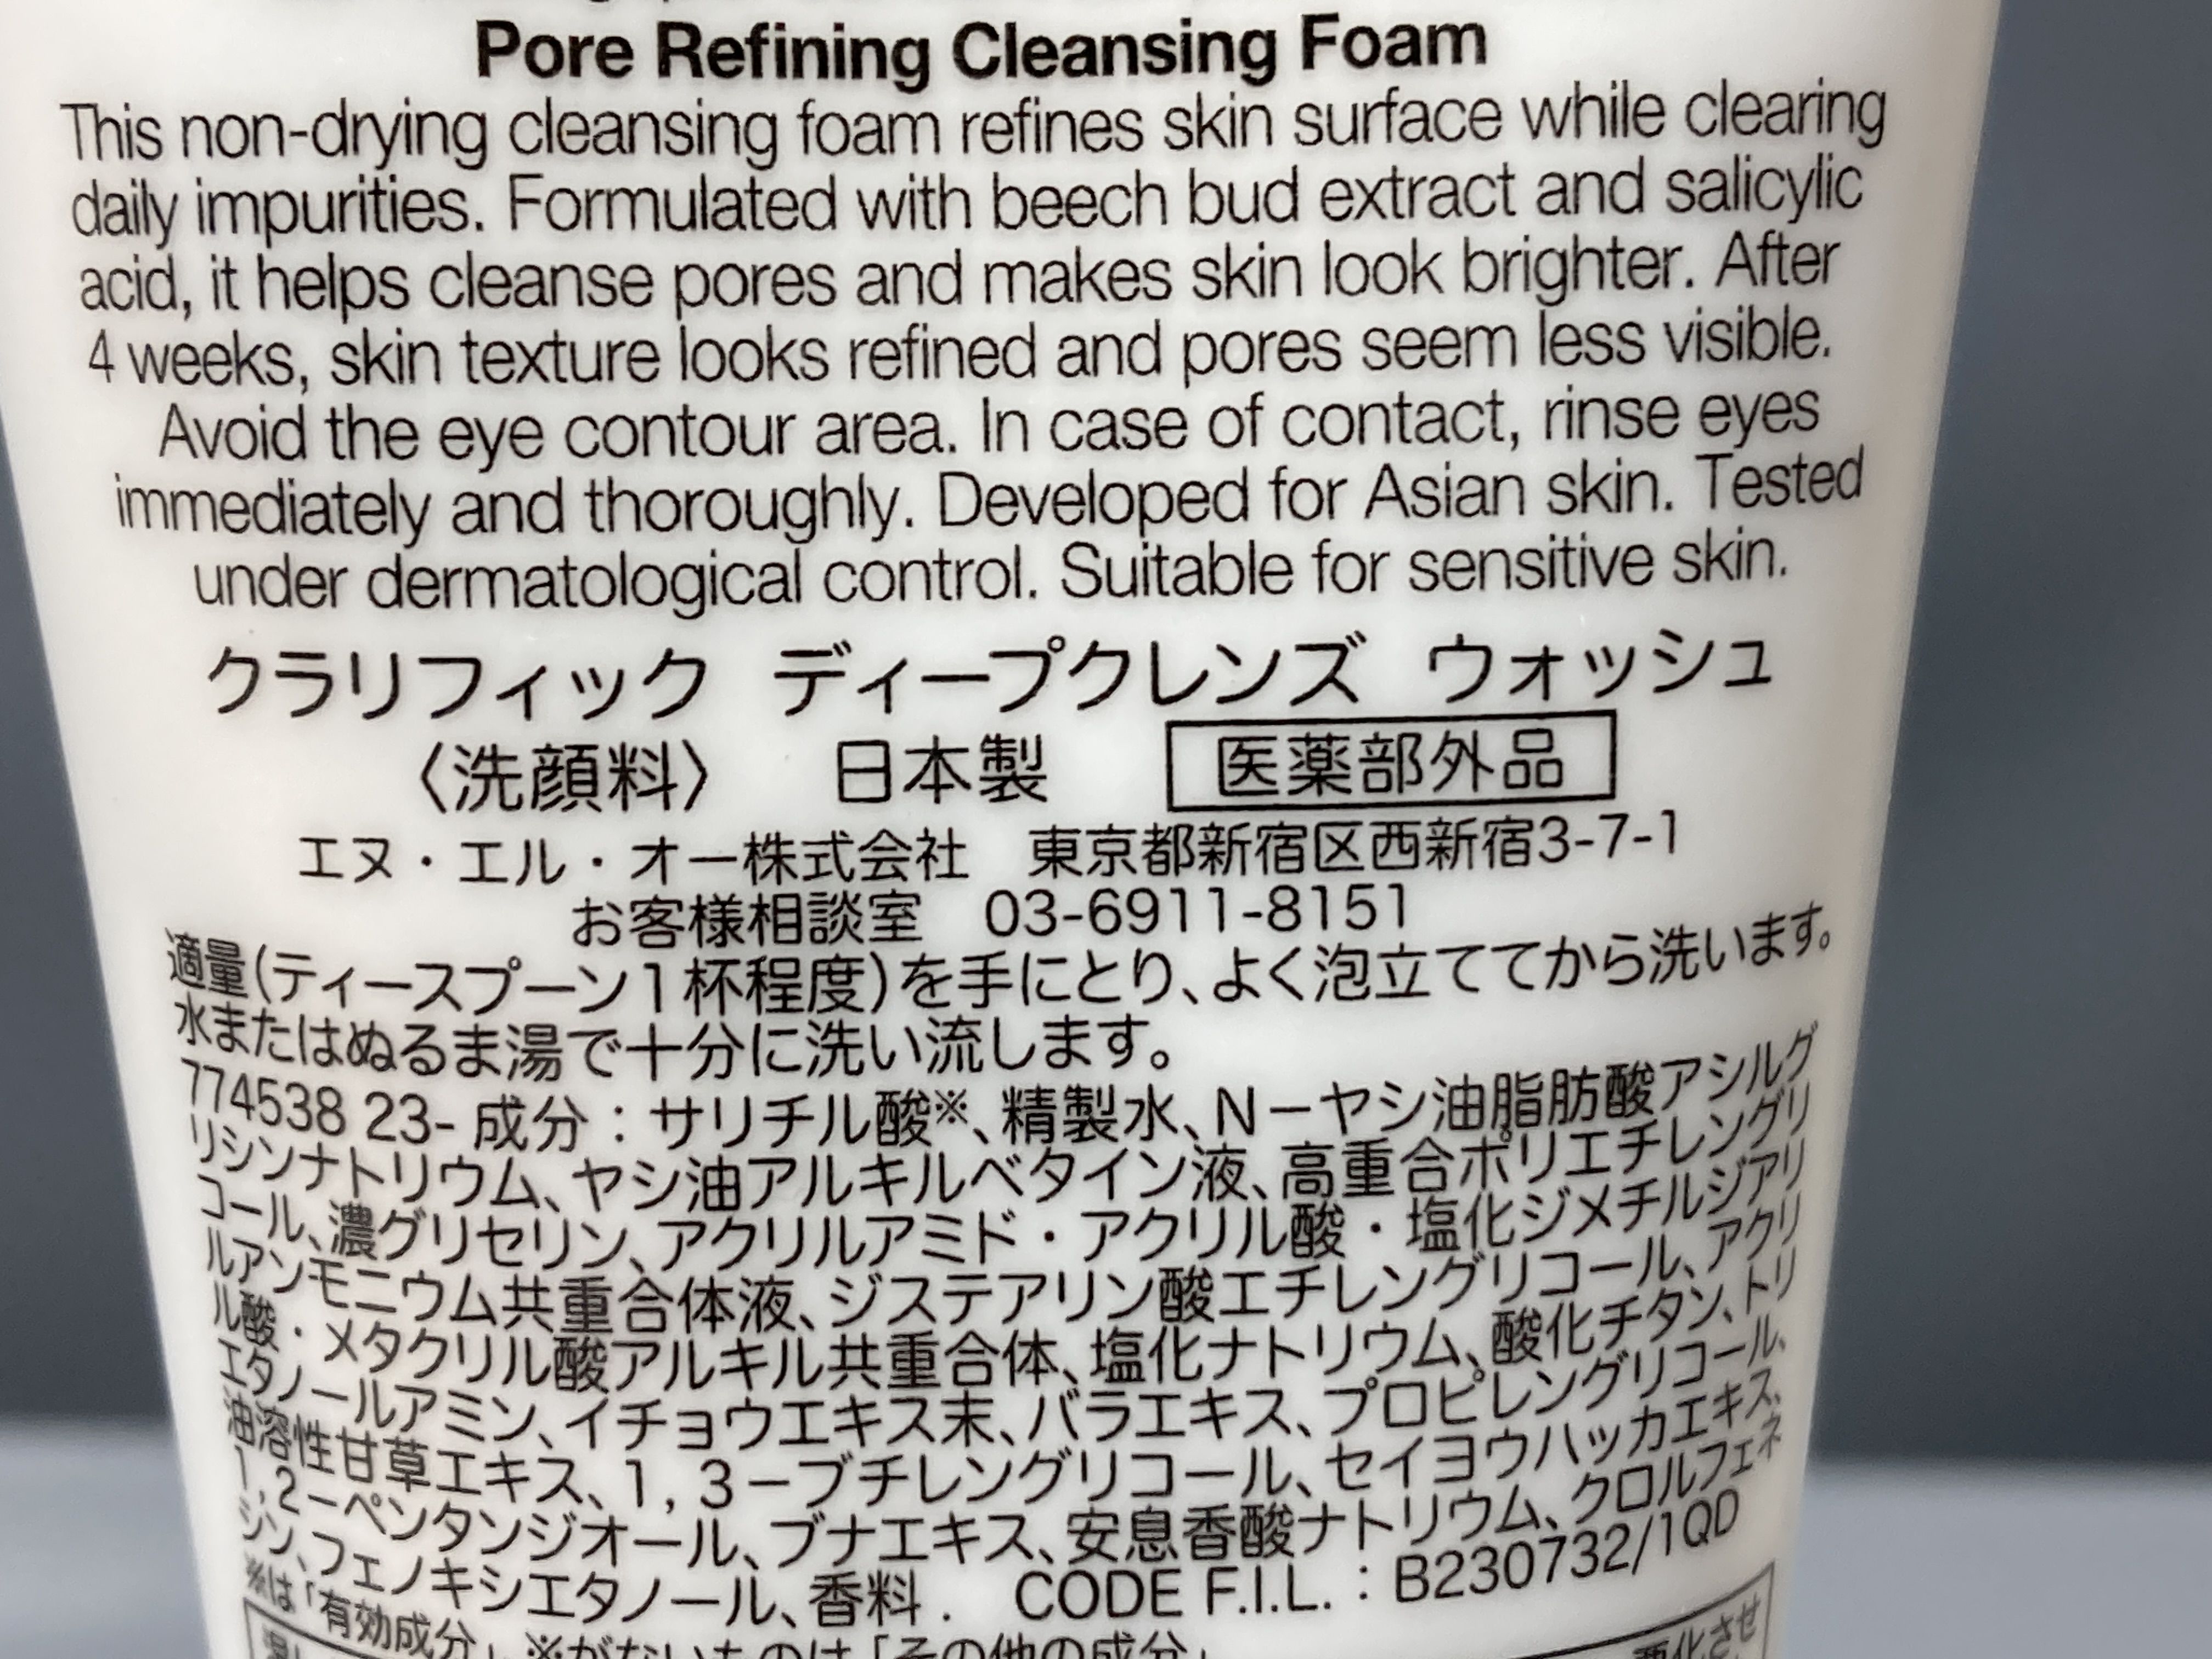 Pore Refining Cleansing Foam
This non-drying cleansing foam refines skin surface while clearing
daily impurities. Formulated with beech bud extract and salicylic
acid, it helps cleanse pores and makes skin look brighter. After
4 weeks, skin texture looks refined and pores seem less visible.
Avoid the eye contour area. In case of contact, rinse eyes
immediately and thoroughly. Developed for Asian skin. Tested
under dermatological control. Suitable for sensitive skin.
クラリフィック ディープクレンズ ウォッシュ
〈洗顔料〉 日本製 医薬部外品
エヌ・エル・オー株式会社 東京都新宿区西新宿3-7-1
お客様相談室 03-6911-8151
適量(ティースプーン1杯程度)を手にとり、よく泡立ててから洗います。
水またはぬるま湯で十分に洗い流します。
774538 23- 成分：サリチル酸※、精製水、N－ヤシ油脂肪酸アシルグ
リシンナトリウム、ヤシ油アルキルベタイン液、高重合ポリエチレングリ
コール、濃グリセリン、アクリルアミド・アクリル酸・塩化ジメチルジアリ
ルアンモニウム共重合体液、ジステアリン酸エチレングリコール、アクリ
ル酸・メタクリル酸アルキル共重合体、塩化ナトリウム、酸化チタン、トリ
エタノールアミン、イチョウエキス末、バラエキス、プロピレングリコール、
油溶性甘草エキス、1, 3－ブチレングリコール、セイヨウハッカエキス、
1, 2－ペンタンジオール、ブナエキス、安息香酸ナトリウム、クロルフェネ
シン、フェノキシエタノール、香料． CODE F.I.L.：B230732/1QD
※は「有効成分」 ※がないものは「その他の成分」
悪化させ